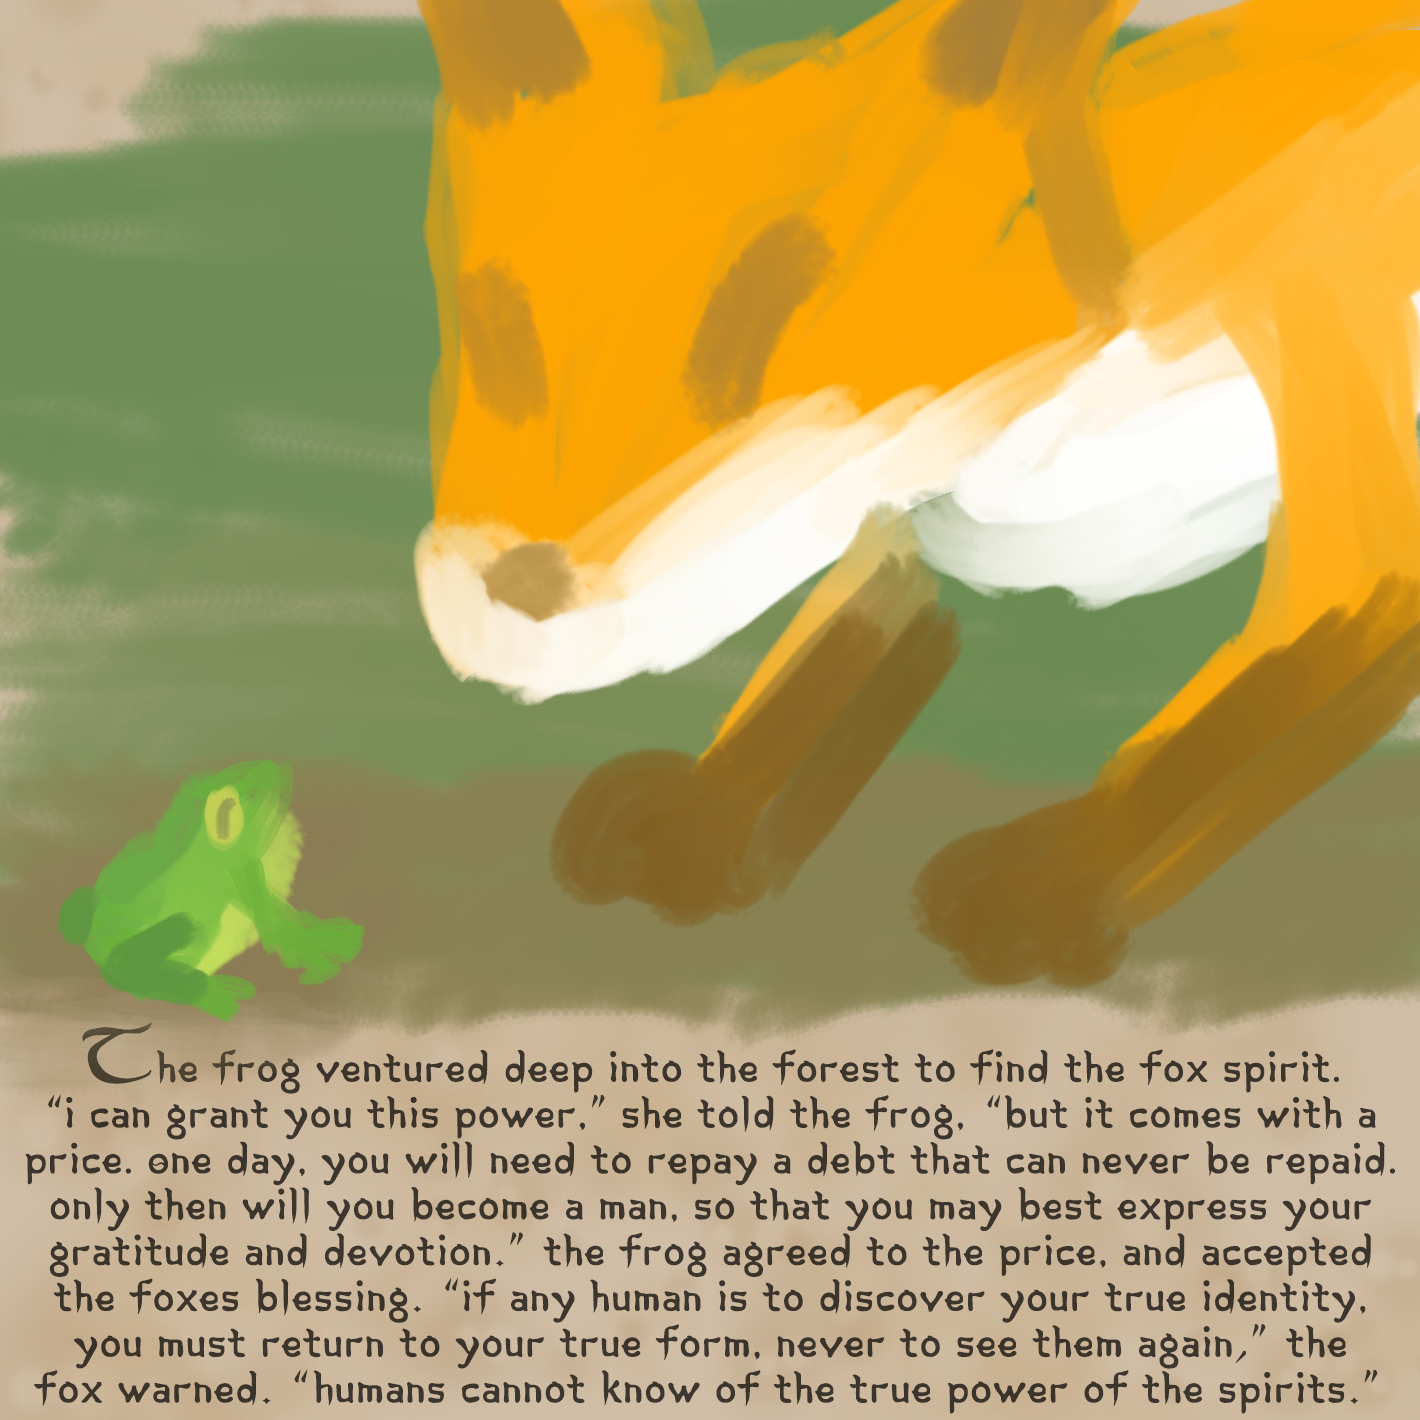 The frog ventured deep into the forest to find the fox spirit.
“i can grant you this power,” she told the frog, “but it comes with a
price. one day, you will need to repay a debt that can never be repaid.
only then will you become a man, so that you may best express your
gratitude and devotion.” the frog agreed to the price, and accepted
the foxes blessing. “if any human is to discover your true identity,
you must return to your true form, never to see them again,” the
fox warned. “humans cannot know of the true power of the spirits.”